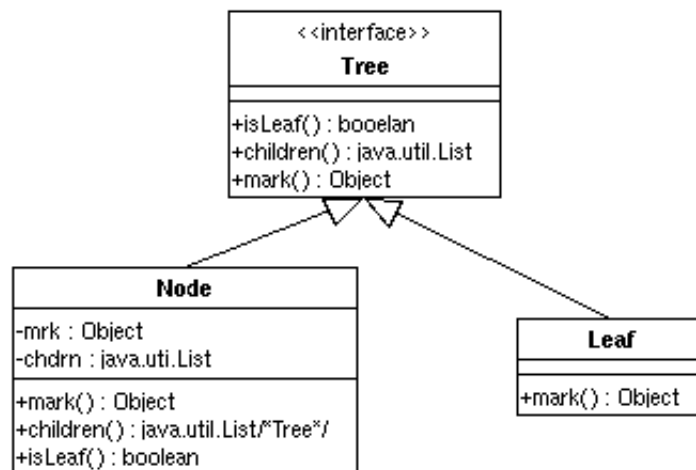 <<interface>>
Tree
+isLeaf() : booelan
+children() : java.util.List
+mark() : Object
Node
-mrk : Object
-chdrn : java.uti.List
+mark() : Object
+children() : java.util.List/*Tree*/
+isLeaf() : boolean
Leaf
+mark() : Object